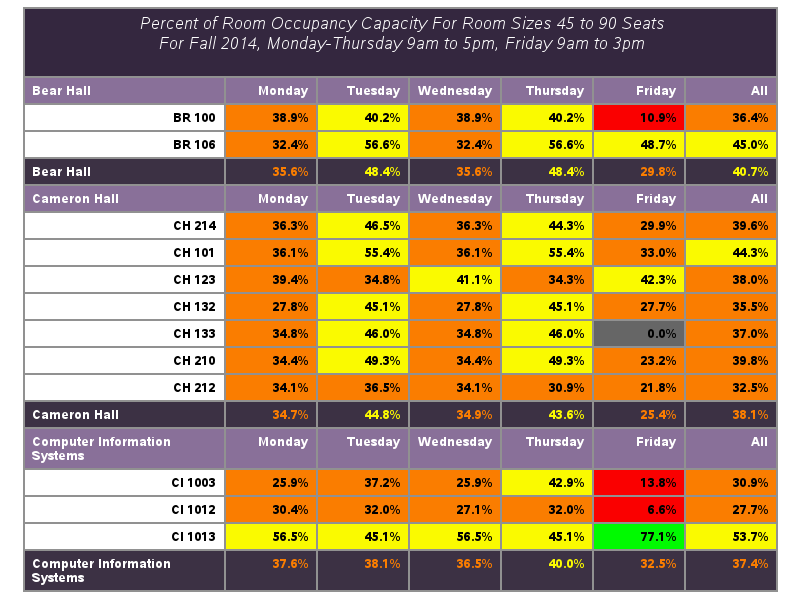 Percent of Room Occupancy Capacity For Room Sizes 45 to 90 Seats
For Fall 2014, Monday-Thursday 9am to 5pm, Friday 9am to 3pm
Bear Hall Monday Tuesday Wednesday Thursday Friday All
BR 100 38.9% 40.2% 38.9% 40.2% 10.9% 36.4%
BR 106 32.4% 56.6% 32.4% 56.6% 48.7% 45.0%
Bear Hall 35.6% 48.4% 35.6% 48.4% 29.8% 40.7%
Cameron Hall Monday Tuesday Wednesday Thursday Friday All
CH 214 36.3% 46.5% 36.3% 44.3% 29.9% 39.6%
CH 101 36.1% 55.4% 36.1% 55.4% 33.0% 44.3%
CH 123 39.4% 34.8% 41.1% 34.3% 42.3% 38.0%
CH 132 27.8% 45.1% 27.8% 45.1% 27.7% 35.5%
CH 133 34.8% 46.0% 34.8% 46.0% 0.0% 37.0%
CH 210 34.4% 49.3% 34.4% 49.3% 23.2% 39.8%
CH 212 34.1% 36.5% 34.1% 30.9% 21.8% 32.5%
Cameron Hall 34.7% 44.8% 34.9% 43.6% 25.4% 38.1%
Computer Information Monday Tuesday Wednesday Thursday Friday All
Systems
CI 1003 25.9% 37.2% 25.9% 42.9% 13.8% 30.9%
CI 1012 30.4% 32.0% 27.1% 32.0% 6.6% 27.7%
CI 1013 56.5% 45.1% 56.5% 45.1% 77.1% 53.7%
Computer Information 37.6% 38.1% 36.5% 40.0% 32.5% 37.4%
Systems